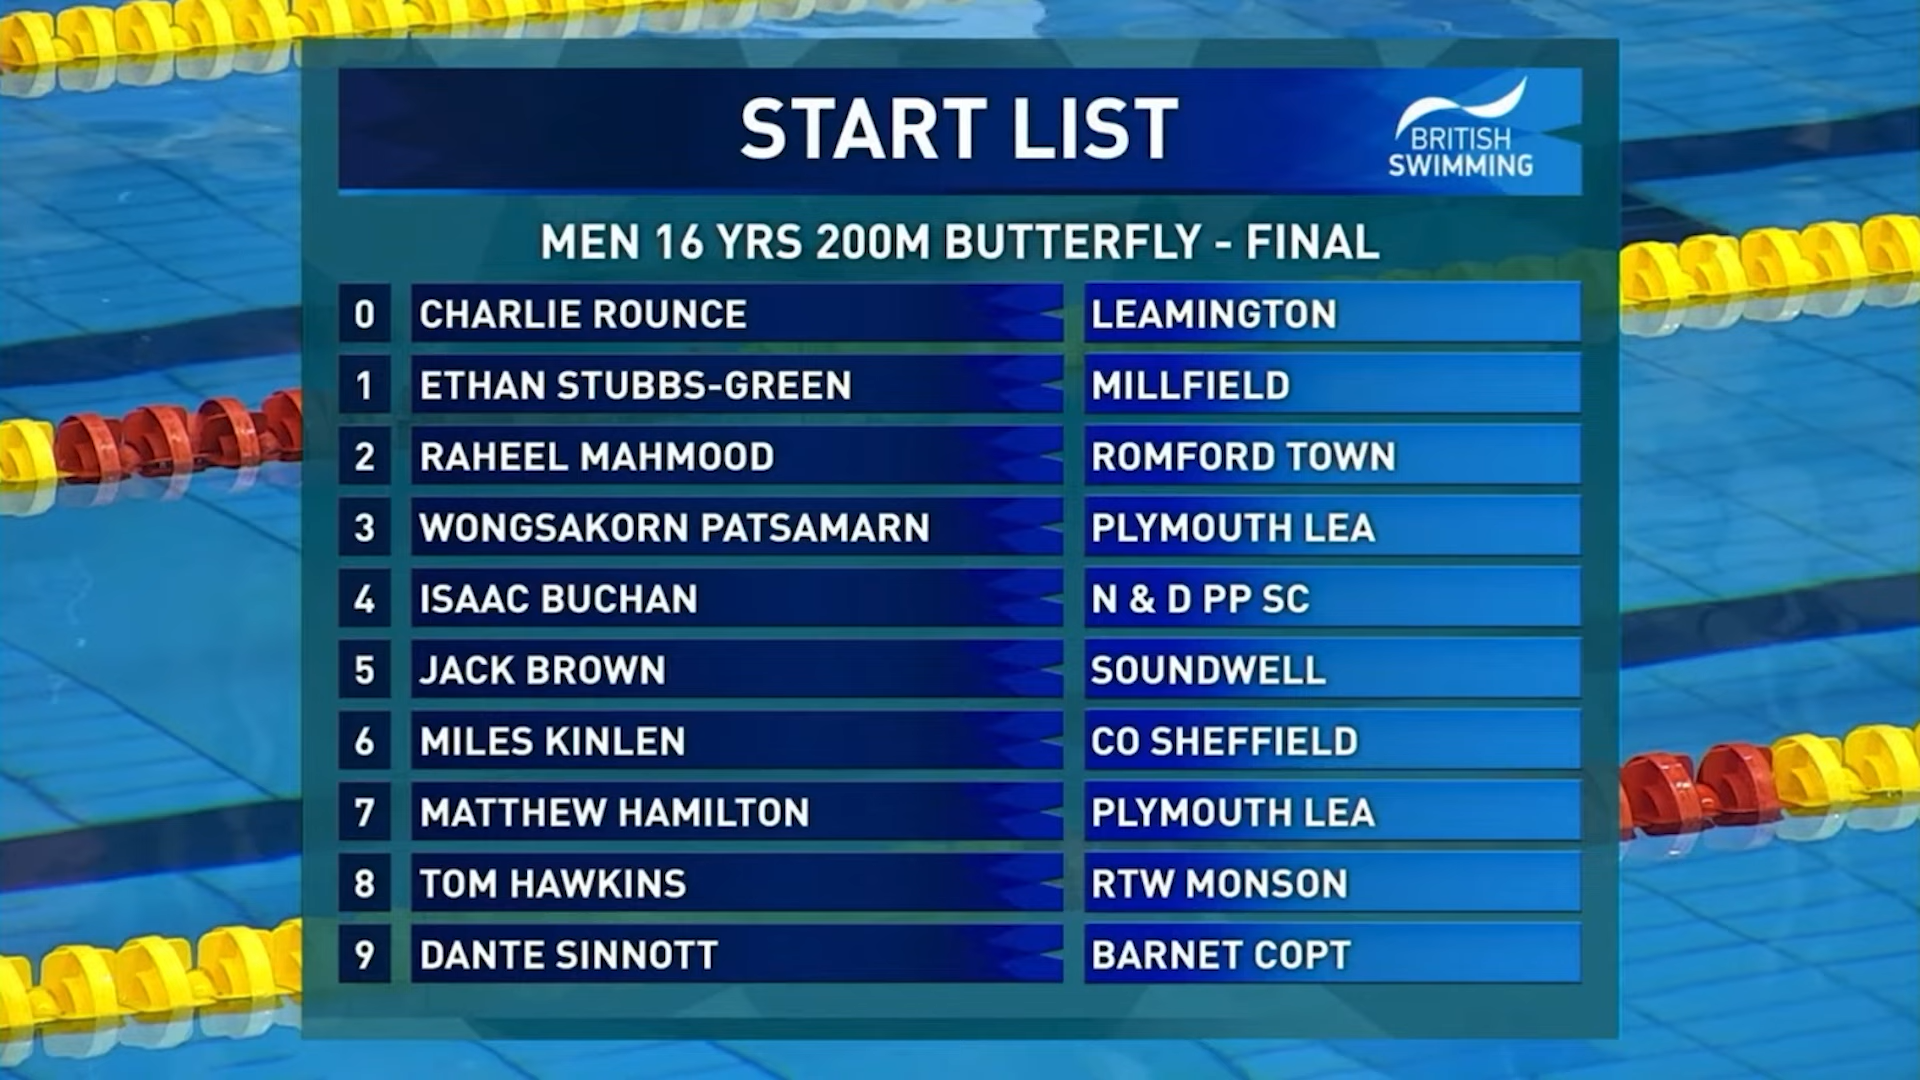 START LIST
BRITISH
SWIMMING
MEN 16 YRS 200M BUTTERFLY - FINAL
0 CHARLIE ROUNCE LEAMINGTON
1 ETHAN STUBBS-GREEN MILLFIELD
2 RAHEEL MAHMOOD ROMFORD TOWN
3 WONGSAKORN PATSAMARN PLYMOUTH LEA
4 ISAAC BUCHAN N & D PP SC
5 JACK BROWN SOUNDWELL
6 MILES KINLEN CO SHEFFIELD
7 MATTHEW HAMILTON PLYMOUTH LEA
8 TOM HAWKINS RTW MONSON
9 DANTE SINNOTT BARNET COPT